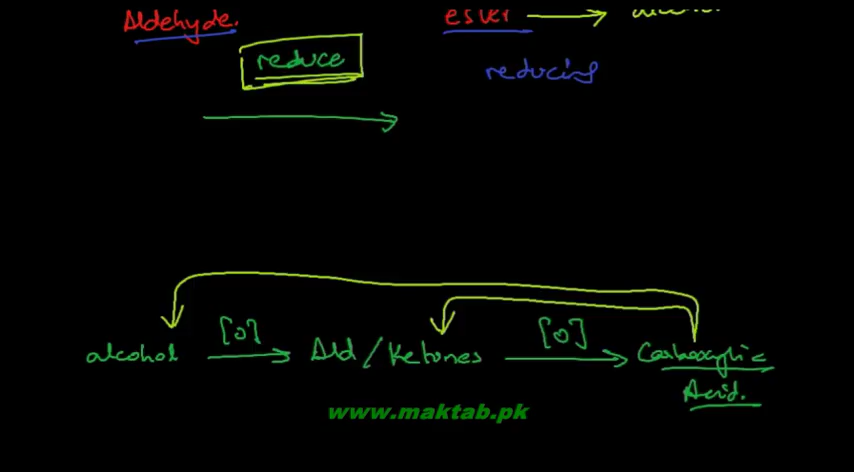 Aldehyde. ester
reduce
reducing
[O] [O]
alcohol Ald/Ketones Carboxylic
Acid.
www.maktab.pk